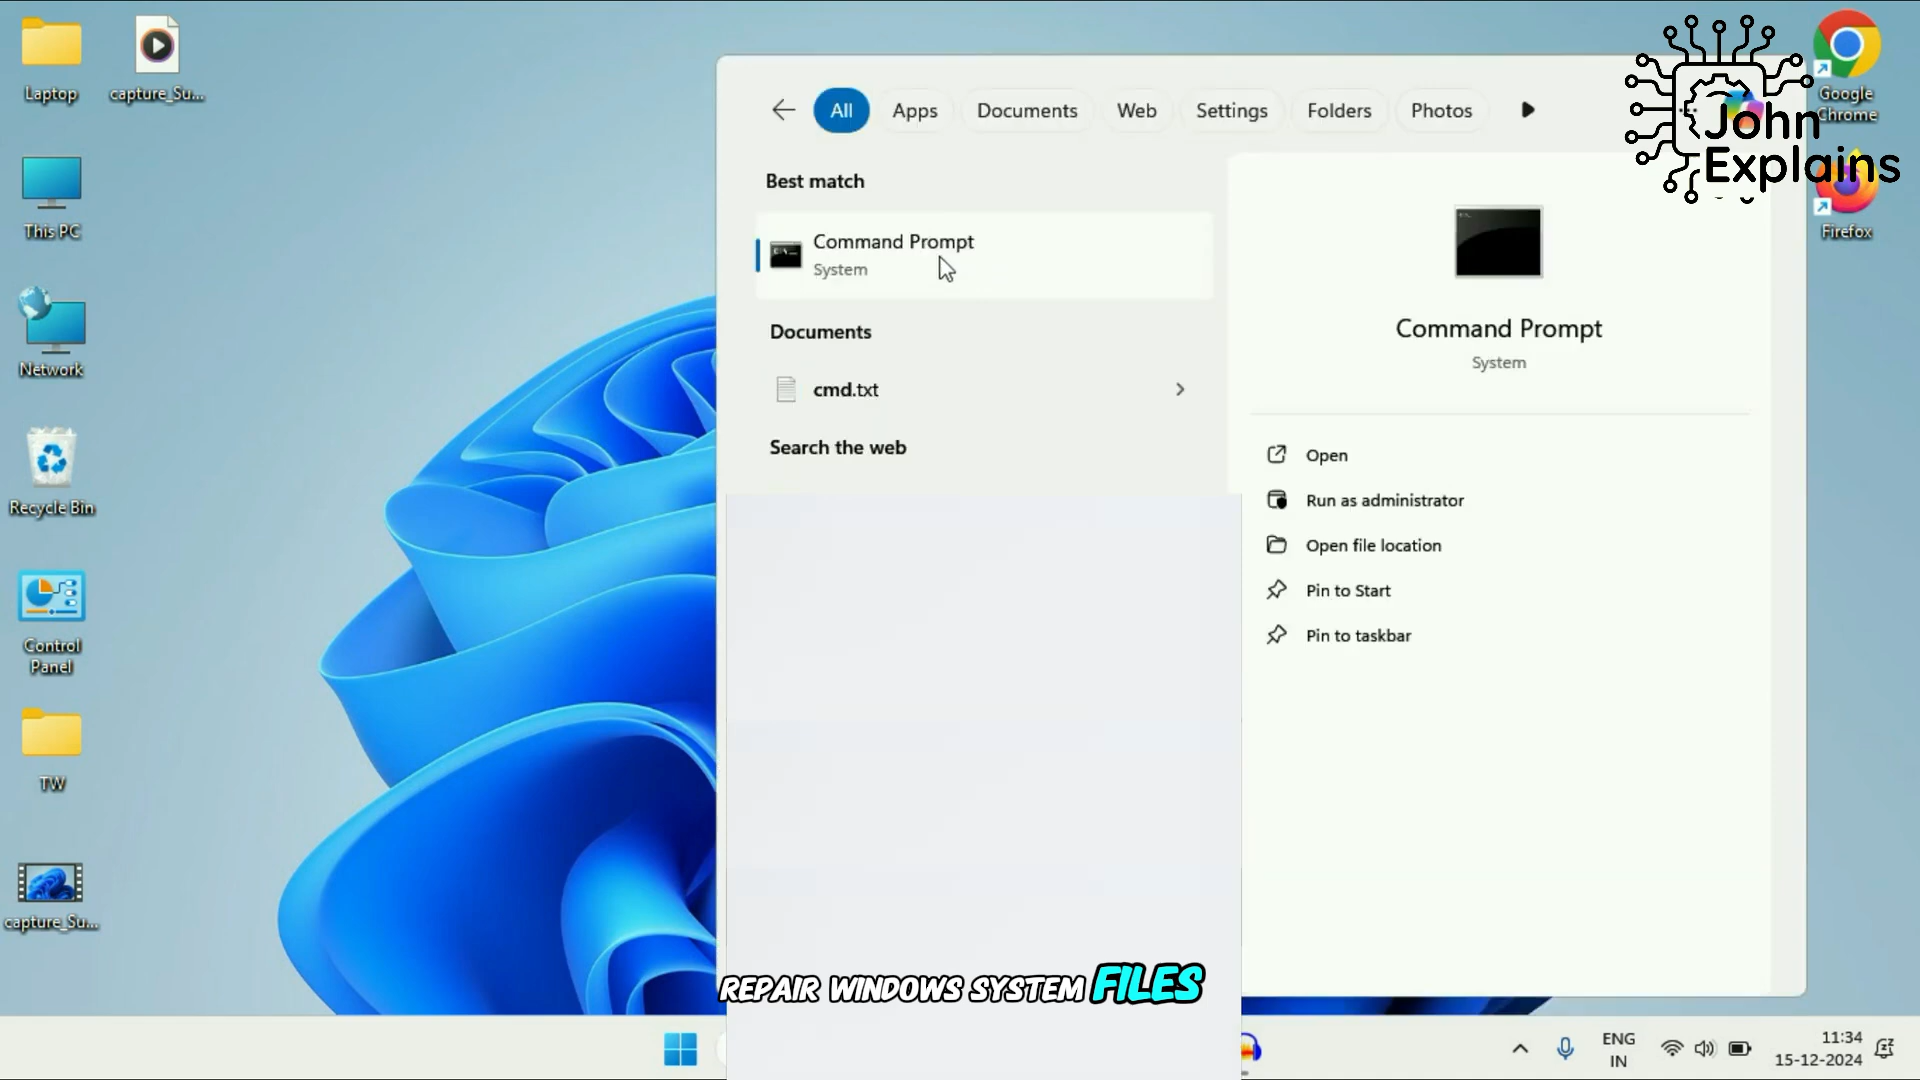 Laptop
capture_Su...
This PC
Network
Recycle Bin
Control
Panel
TW
capture_Su...
All
Apps
Documents
Web
Settings
Folders
Photos
Best match
Command Prompt
System
Documents
cmd.txt
Search the web
Command Prompt
System
Open
Run as administrator
Open file location
Pin to Start
Pin to taskbar
John
Explains
Google
Chrome
Firefox
REPAIR WINDOWS SYSTEM FILES
ENG
IN
11:34
15-12-2024